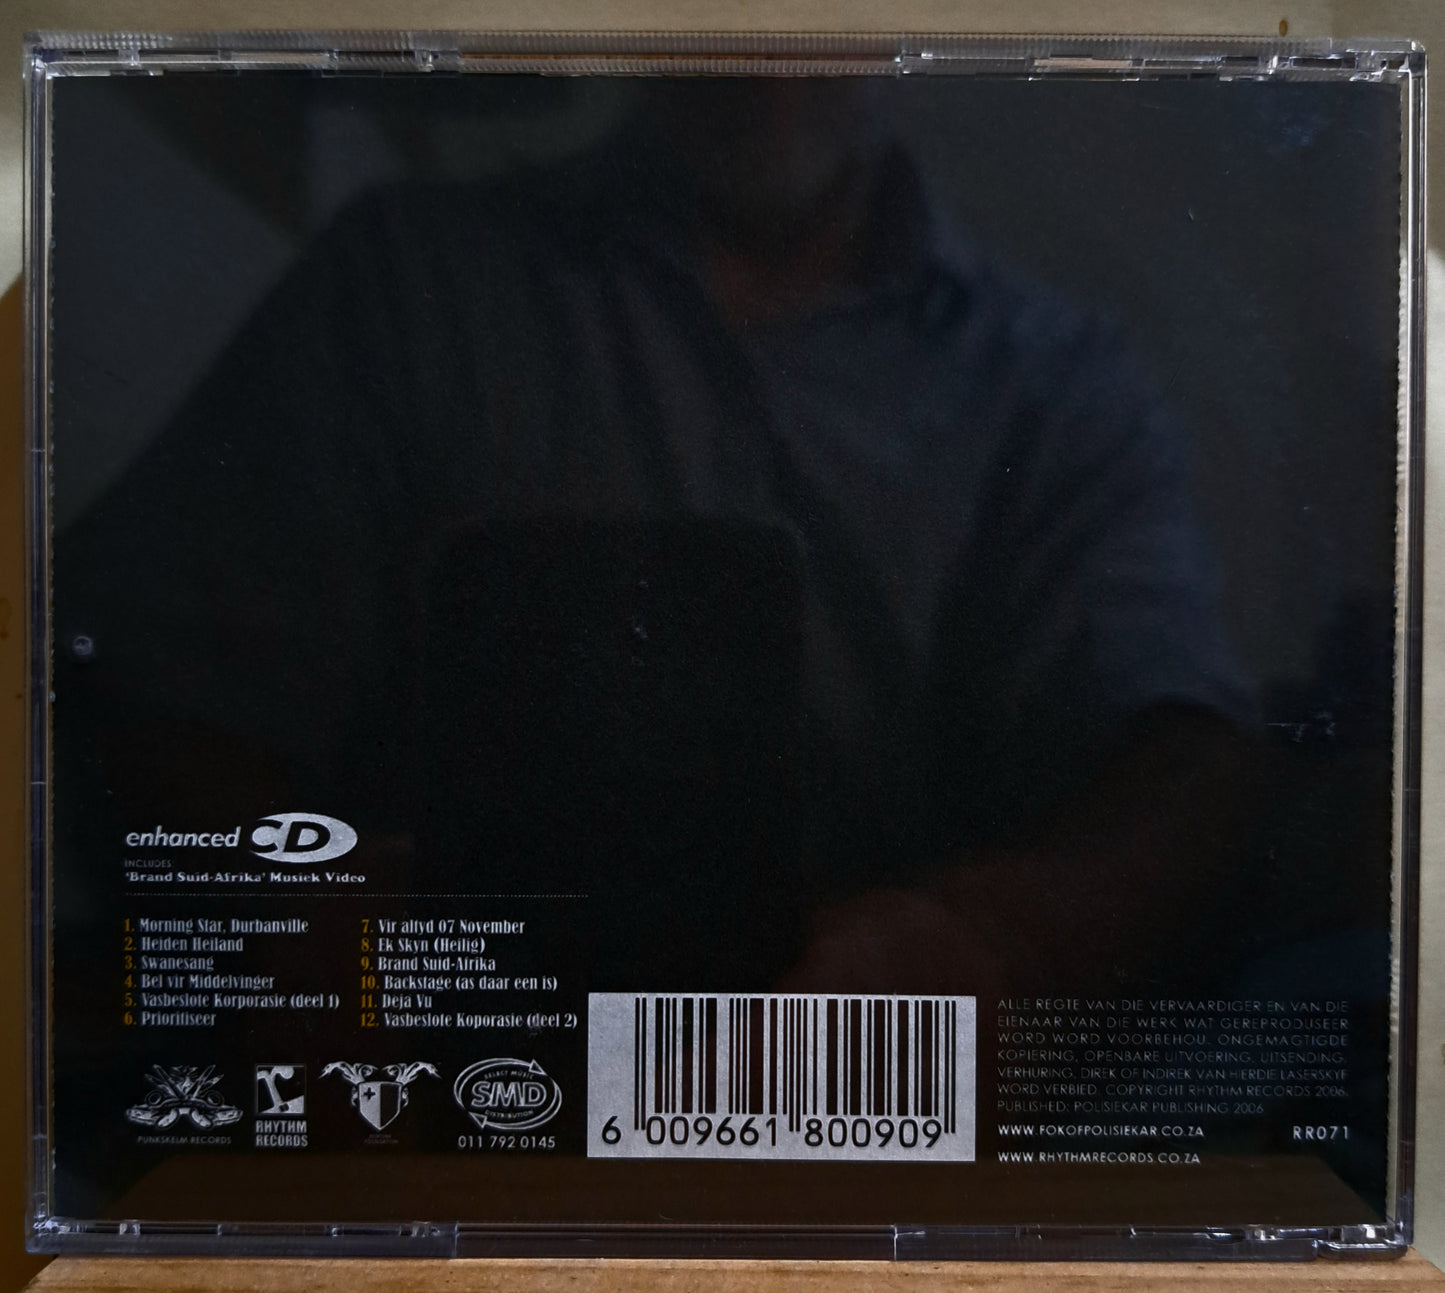 enhanced CD
INCLUDES
'Brand Suid-Afrika' Musiek Video
1. Morning Star, Durbanville
2. Heiden Heiland
3. Swanesang
4. Bel vir Middelvinger
5. Vasbeslote Korporasie (deel 1)
6. Prioritiseer
7. Vir altyd 07 November
8. Ek Skyn (Heilig)
9. Brand Suid-Afrika
10. Backstage (as daar een is)
11. Deja Vu
12. Vasbeslote Koporasie (deel 2)
PUNKSKELM RECORDS
RHYTHM
RECORDS
FOUNDATION
SELECT MUSIC
SMD
DISTRIBUTION
011 792 0145
6 009661 800909
ALLE REGTE VAN DIE VERVAARDIGER EN VAN DIE
EIENAAR VAN DIE WERK WAT GEREPRODUSEER
WORD WORD VOORBEHOU. ONGEMAGTIGDE
KOPIERING, OPENBARE UITVOERING, UITSENDING,
VERHURING, DIREK OF INDIREK VAN HIERDIE LASERSKYF
WORD VERBIED. COPYRIGHT RHYTHM RECORDS 2006.
PUBLISHED: POLISIEKAR PUBLISHING 2006
WWW.FOKOFPOLISIEKAR.CO.ZA
RR071
WWW.RHYTHMRECORDS.CO.ZA